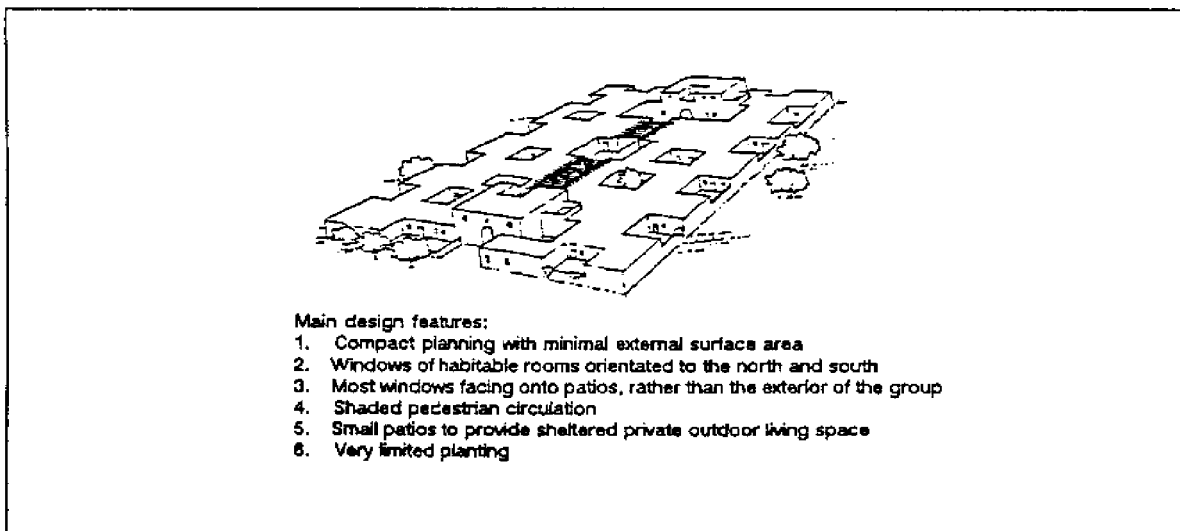 Main design features:
1. Compact planning with minimal external surface area
2. Windows of habitable rooms orientated to the north and south
3. Most windows facing onto patios, rather than the exterior of the group
4. Shaded pedestrian circulation
5. Small patios to provide sheltered private outdoor living space
6. Very limited planting